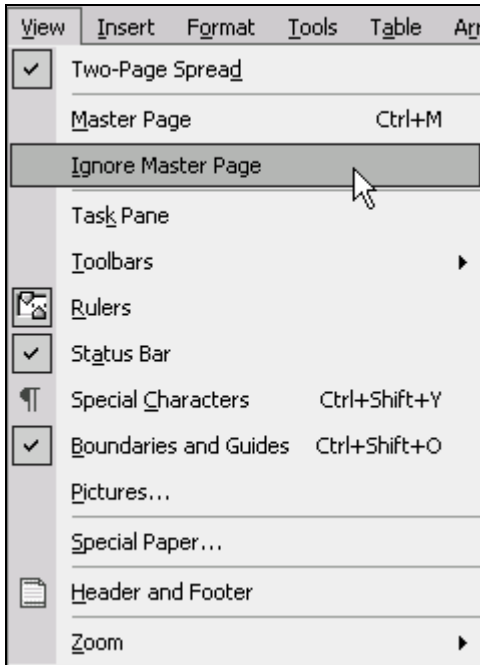 View Insert Format Tools Table Arr
Two-Page Spread
Master Page Ctrl+M
Ignore Master Page
Task Pane
Toolbars
Rulers
Status Bar
¶ Special Characters Ctrl+Shift+Y
Boundaries and Guides Ctrl+Shift+O
Pictures...
Special Paper...
Header and Footer
Zoom